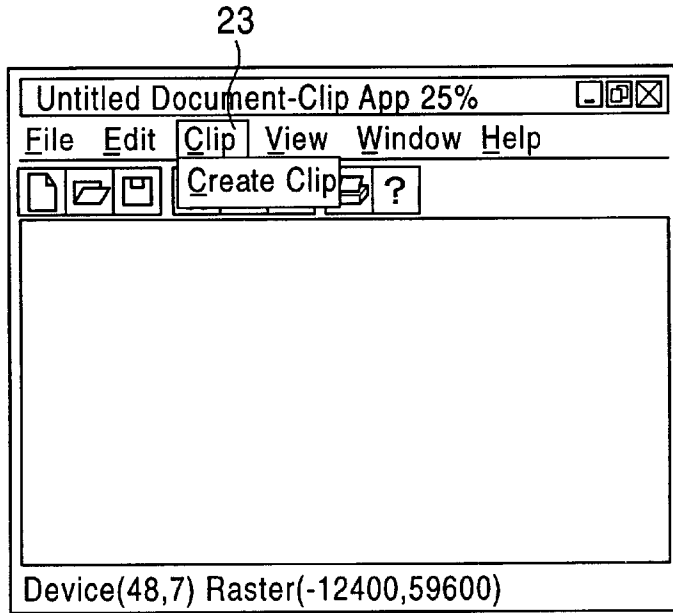 23
Untitled Document-Clip App 25%
File Edit Clip View Window Help
Create Clip
?
Device(48,7) Raster(-12400,59600)